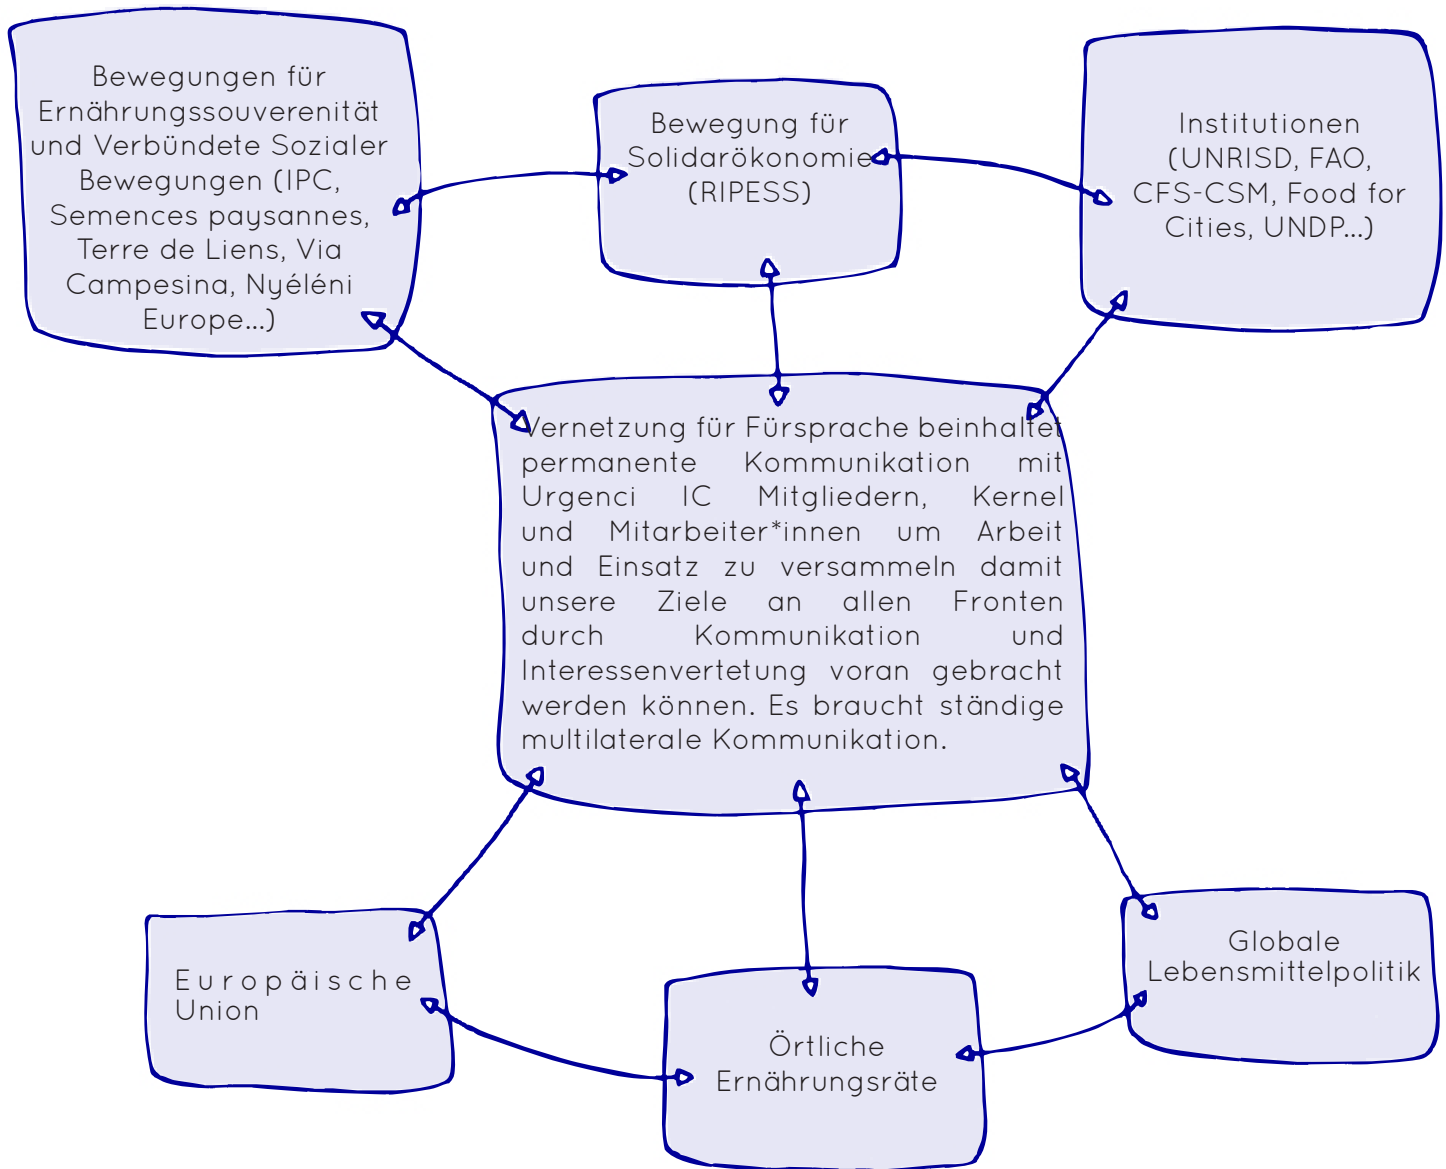 Bewegungen für
Ernährungssouverenität
und Verbündete Sozialer
Bewegungen (IPC,
Semences paysannes,
Terre de Liens, Via
Campesina, Nyéléni
Europe...)
Bewegung für
Solidarökonomie
(RIPESS)
Institutionen
(UNRISD, FAO,
CFS-CSM, Food for
Cities, UNDP...)
Vernetzung für Fürsprache beinhaltet
permanente Kommunikation mit
Urgenci IC Mitgliedern, Kernel
und Mitarbeiter*innen um Arbeit
und Einsatz zu versammeln damit
unsere Ziele an allen Fronten
durch Kommunikation und
Interessenvertetung voran gebracht
werden können. Es braucht ständige
multilaterale Kommunikation.
Europäische
Union
Örtliche
Ernährungsräte
Globale
Lebensmittelpolitik